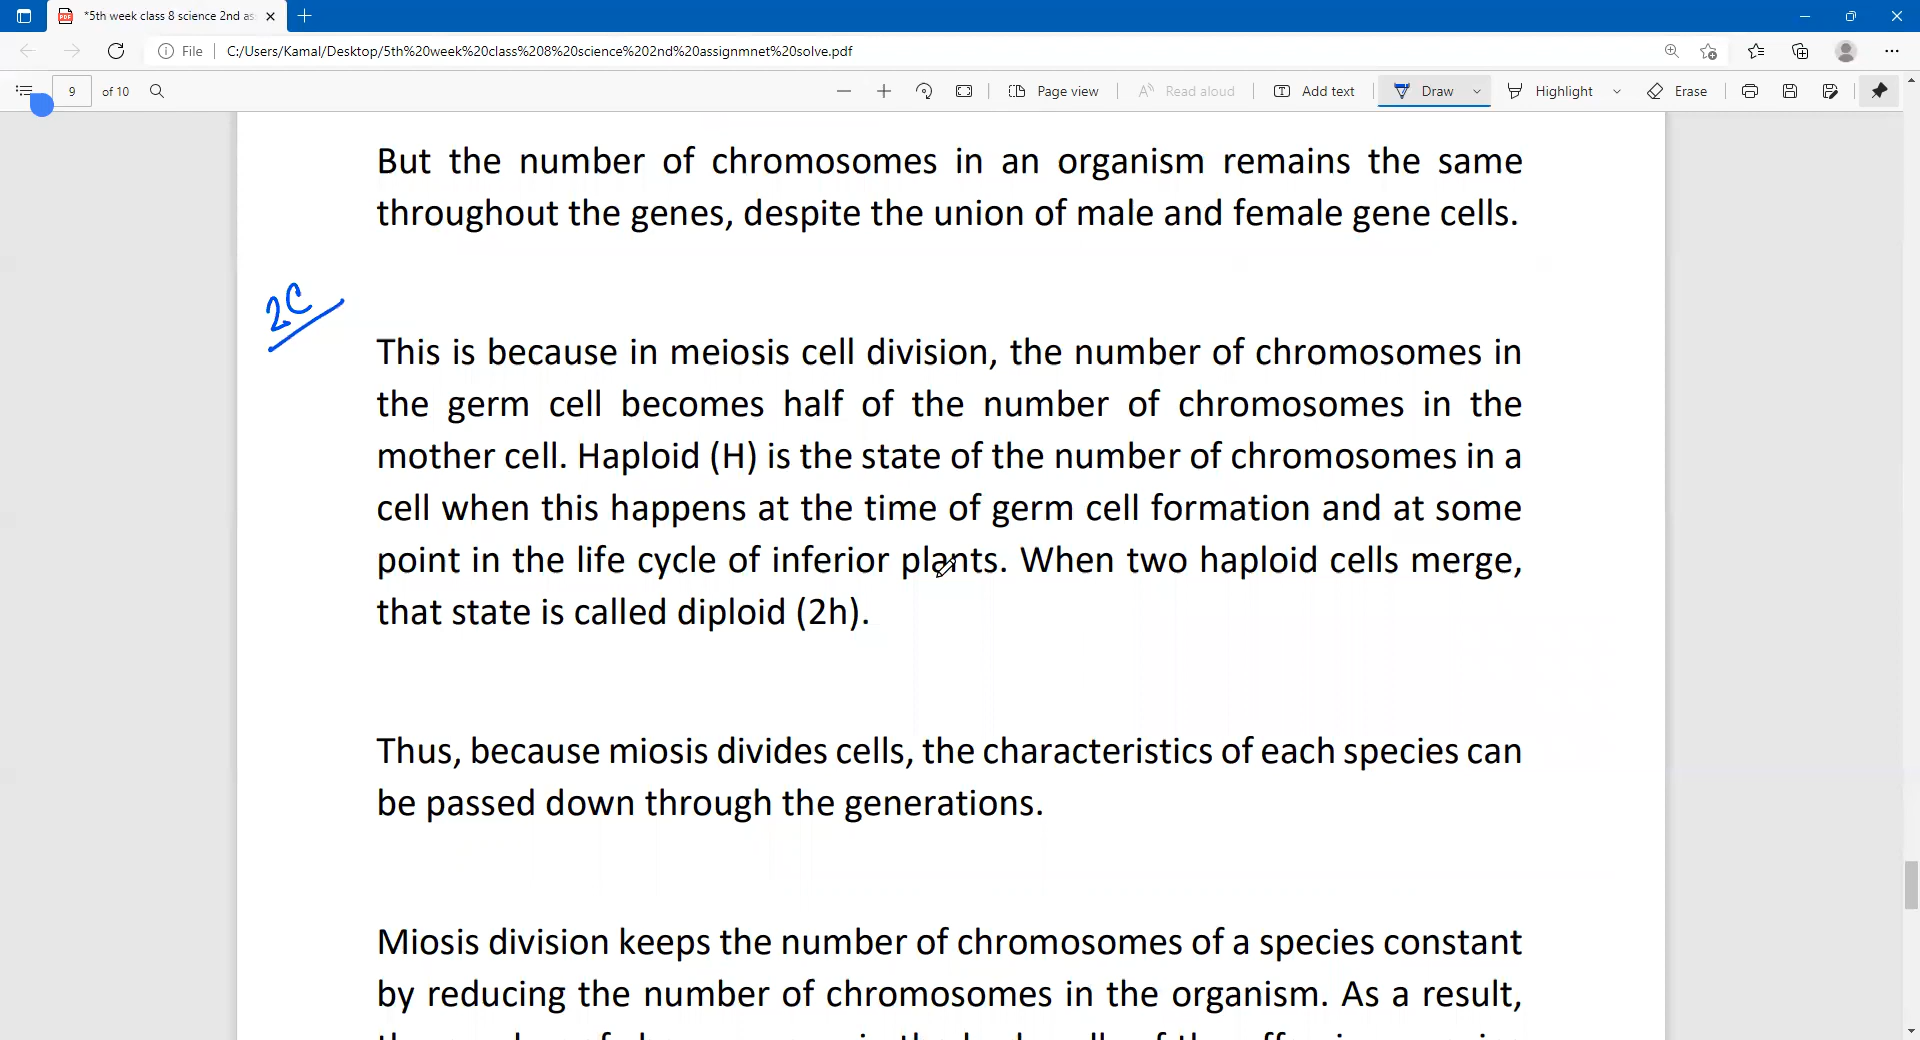 *5th week class 8 science 2nd as
File
C:/Users/Kamal/Desktop/5th%20week%20class%208%20science%202nd%20assignmnet%20solve.pdf
9 of 10
Page view
Read aloud
Add text
Draw
Highlight
Erase
But the number of chromosomes in an organism remains the same
throughout the genes, despite the union of male and female gene cells.
2C
This is because in meiosis cell division, the number of chromosomes in
the germ cell becomes half of the number of chromosomes in the
mother cell. Haploid (H) is the state of the number of chromosomes in a
cell when this happens at the time of germ cell formation and at some
point in the life cycle of inferior plants. When two haploid cells merge,
that state is called diploid (2h).
Thus, because miosis divides cells, the characteristics of each species can
be passed down through the generations.
Miosis division keeps the number of chromosomes of a species constant
by reducing the number of chromosomes in the organism. As a result,